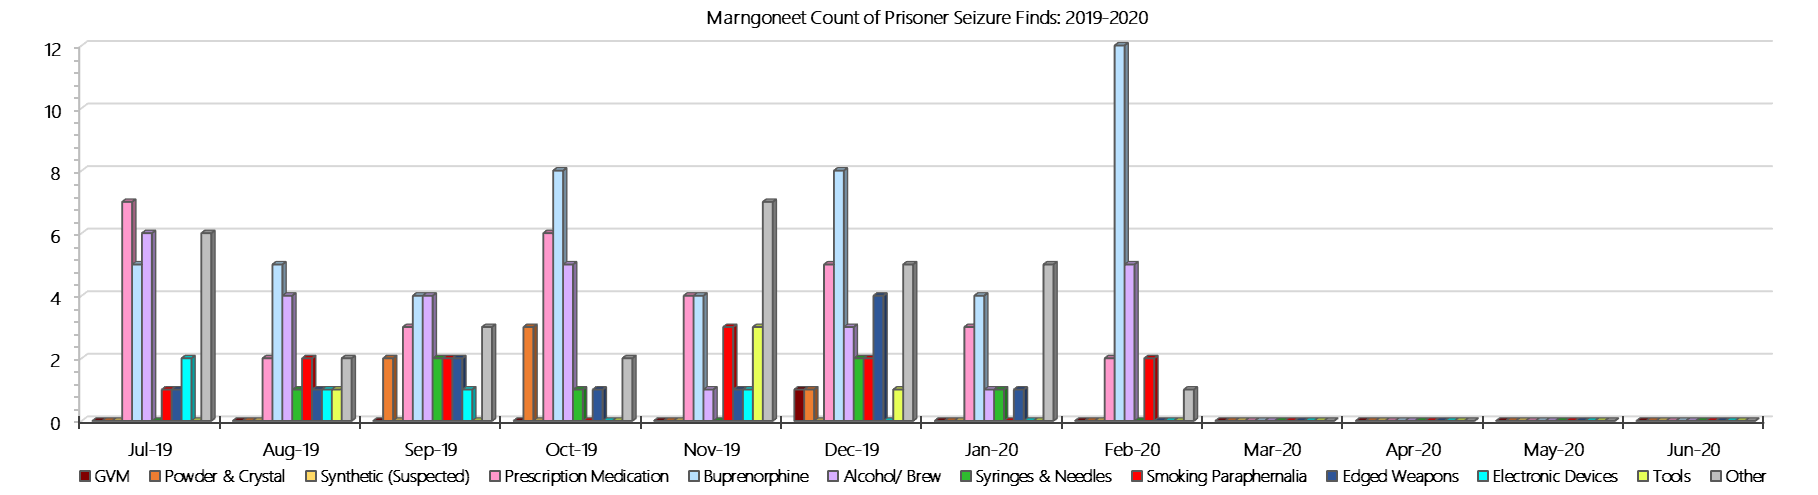 Marngoneet Count of Prisoner Seizure Finds: 2019-2020
12
10
8
6
4
2
0
Jul-19 Aug-19 Sep-19 Oct-19 Nov-19 Dec-19 Jan-20 Feb-20 Mar-20 Apr-20 May-20 Jun-20
GVM Powder & Crystal Synthetic (Suspected) Prescription Medication Buprenorphine Alcohol/ Brew Syringes & Needles Smoking Paraphernalia Edged Weapons Electronic Devices Tools Other